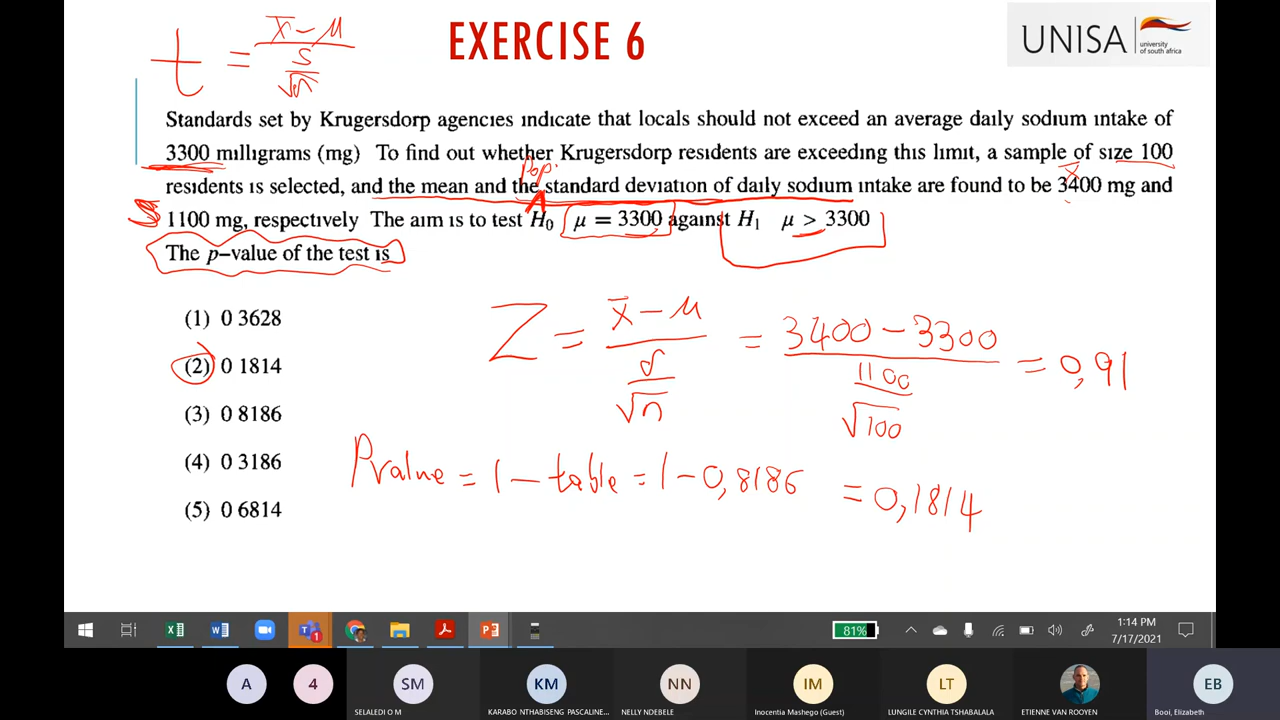 t = x̄ − μ / s/√n
EXERCISE 6
UNISA
university
of south africa
Standards set by Krugersdorp agencies indicate that locals should not exceed an average daily sodium intake of
3300 milligrams (mg) To find out whether Krugersdorp residents are exceeding this limit, a sample of size 100
Pop.
x̄
residents is selected, and the mean and the standard deviation of daily sodium intake are found to be 3400 mg and
S
1100 mg, respectively The aim is to test H₀ μ = 3300 against H₁ μ > 3300
The p−value of the test is
(1) 0 3628
(2) 0 1814
(3) 0 8186
(4) 0 3186
(5) 0 6814
Z = x̄ − μ / σ/√n = 3400 − 3300 / 1100/√100 = 0,91
Pvalue = 1 − table = 1 − 0,8186 = 0,1814
81%
1:14 PM
7/17/2021
1
A
4
SM
SELALEDI O M
KM
KARABO NTHABISENG PASCALINE...
NN
NELLY NDEBELE
IM
Inocentia Mashego (Guest)
LT
LUNGILE CYNTHIA TSHABALALA
ETIENNE VAN ROOYEN
EB
Booi, Elizabeth